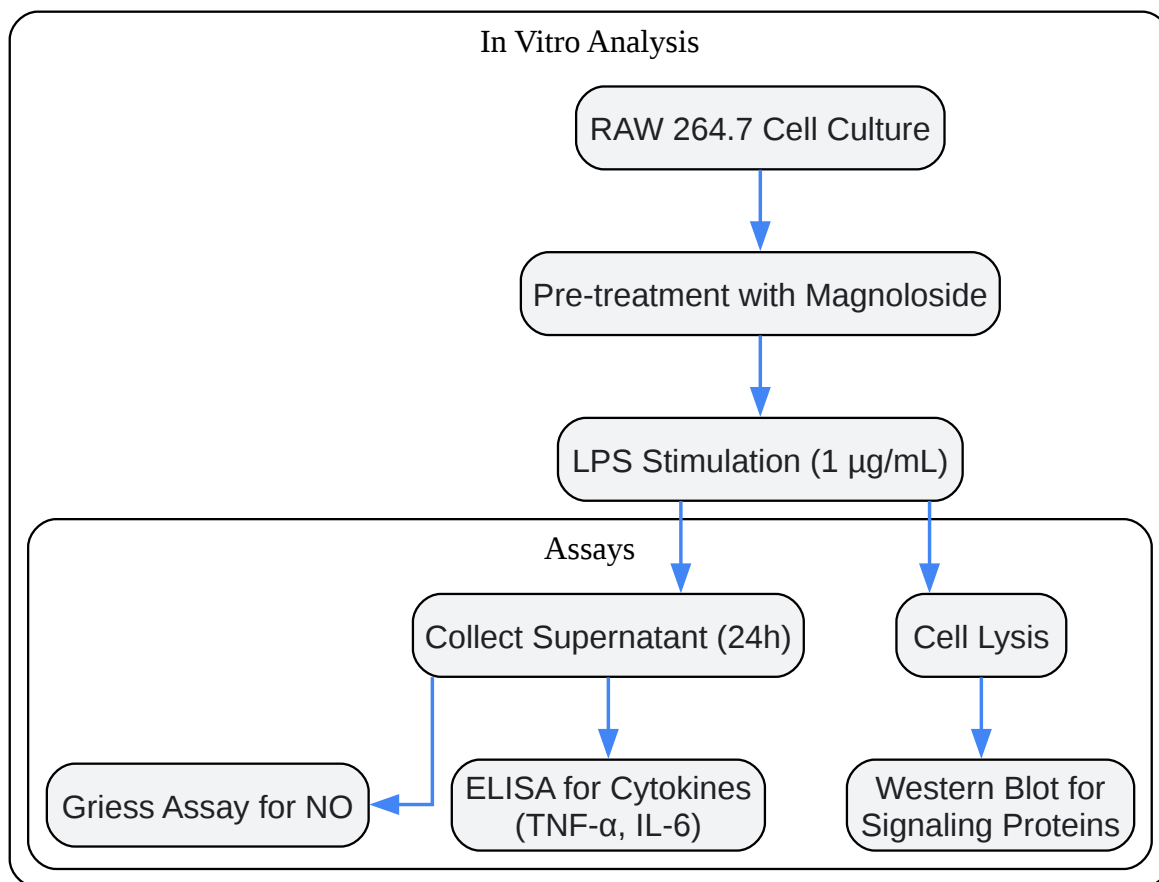 In Vitro Analysis
RAW 264.7 Cell Culture
Pre-treatment with Magnoloside
LPS Stimulation (1 µg/mL)
Assays
Collect Supernatant (24h)
Cell Lysis
Griess Assay for NO
ELISA for Cytokines
(TNF-α, IL-6)
Western Blot for
Signaling Proteins